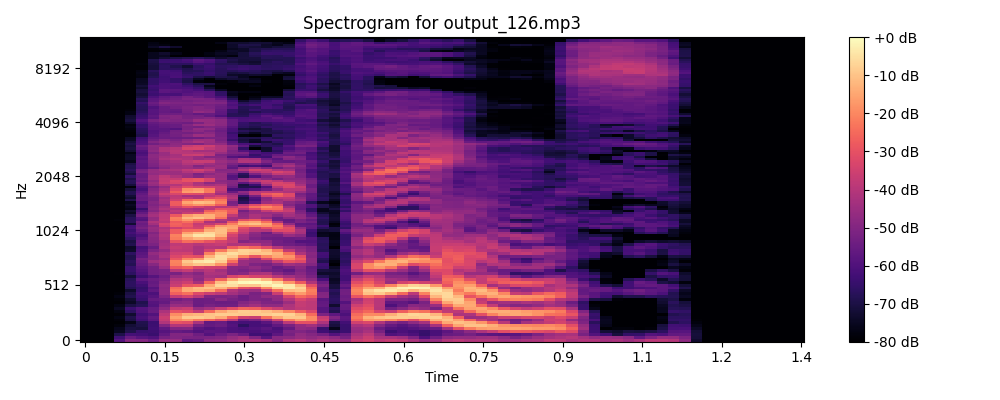 Spectrogram for output_126.mp3
Hz
8192
4096
2048
1024
512
0
0 0.15 0.3 0.45 0.6 0.75 0.9 1.1 1.2 1.4
Time
+0 dB
-10 dB
-20 dB
-30 dB
-40 dB
-50 dB
-60 dB
-70 dB
-80 dB